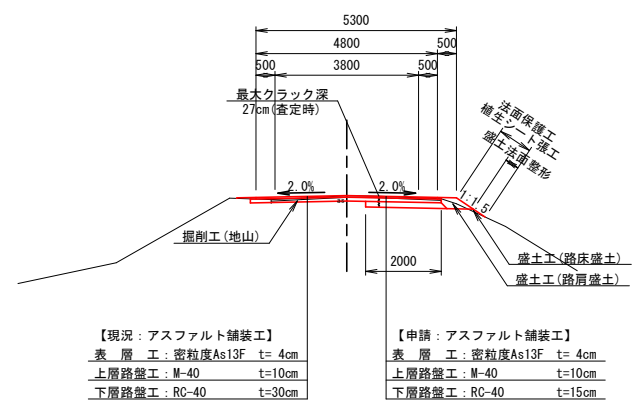 5300
4800
500
500
3800
500
最大クラック深
27cm(査定時)
法面保護工
植生シート張工
盛土法面整形
2.0%
2.0%
1:1.5
掘削工(地山)
2000
盛土工(路床盛土)
盛土工(路肩盛土)
【現況:アスファルト舗装工】
表 層 工:密粒度As13F t= 4cm
上層路盤工:M-40 t=10cm
下層路盤工:RC-40 t=30cm
【申請:アスファルト舗装工】
表 層 工:密粒度As13F t= 4cm
上層路盤工:M-40 t=10cm
下層路盤工:RC-40 t=15cm